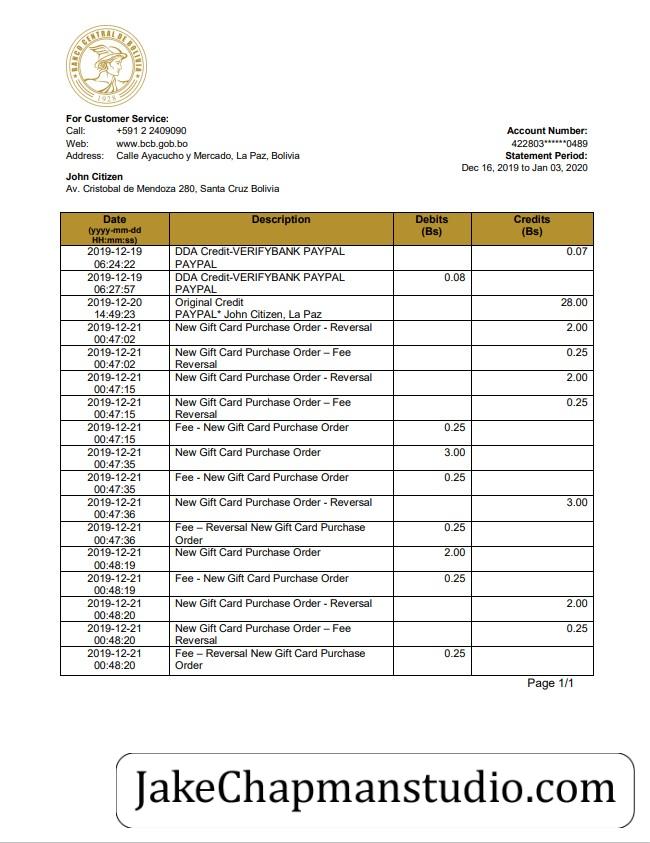 BANCO CENTRAL DE BOLIVIA
1928
For Customer Service:
Call: +591 2 2409090
Web: www.bcb.gob.bo
Address: Calle Ayacucho y Mercado, La Paz, Bolivia
Account Number:
422803******0489
Statement Period:
Dec 16, 2019 to Jan 03, 2020
John Citizen
Av. Cristobal de Mendoza 280, Santa Cruz Bolivia
Date Description Debits Credits
(yyyy-mm-dd (Bs) (Bs)
HH:mm:ss)
2019-12-19 DDA Credit-VERIFYBANK PAYPAL 0.07
06:24:22 PAYPAL
2019-12-19 DDA Credit-VERIFYBANK PAYPAL 0.08
06:27:57 PAYPAL
2019-12-20 Original Credit 28.00
14:49:23 PAYPAL* John Citizen, La Paz
2019-12-21 New Gift Card Purchase Order - Reversal 2.00
00:47:02
2019-12-21 New Gift Card Purchase Order – Fee 0.25
00:47:02 Reversal
2019-12-21 New Gift Card Purchase Order - Reversal 2.00
00:47:15
2019-12-21 New Gift Card Purchase Order – Fee 0.25
00:47:15 Reversal
2019-12-21 Fee - New Gift Card Purchase Order 0.25
00:47:15
2019-12-21 New Gift Card Purchase Order 3.00
00:47:35
2019-12-21 Fee - New Gift Card Purchase Order 0.25
00:47:35
2019-12-21 New Gift Card Purchase Order - Reversal 3.00
00:47:36
2019-12-21 Fee – Reversal New Gift Card Purchase 0.25
00:47:36 Order
2019-12-21 New Gift Card Purchase Order 2.00
00:48:19
2019-12-21 Fee - New Gift Card Purchase Order 0.25
00:48:19
2019-12-21 New Gift Card Purchase Order - Reversal 2.00
00:48:20
2019-12-21 New Gift Card Purchase Order – Fee 0.25
00:48:20 Reversal
2019-12-21 Fee – Reversal New Gift Card Purchase 0.25
00:48:20 Order
Page 1/1
JakeChapmanstudio.com